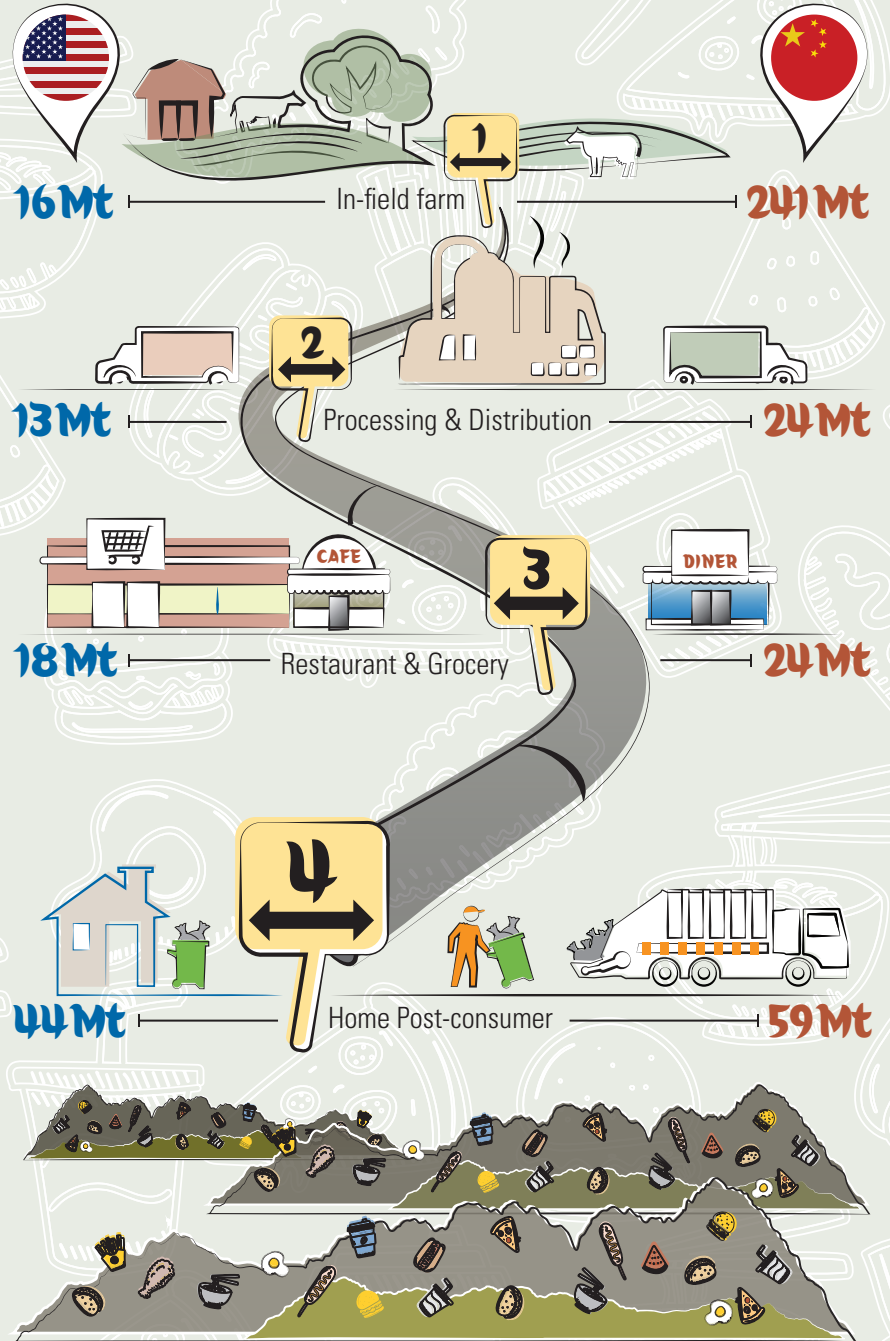 1
16Mt In-field farm 241Mt
2
13Mt Processing & Distribution 24Mt
CAFE
3
DINER
18Mt Restaurant & Grocery 24Mt
4
44Mt Home Post-consumer 59Mt